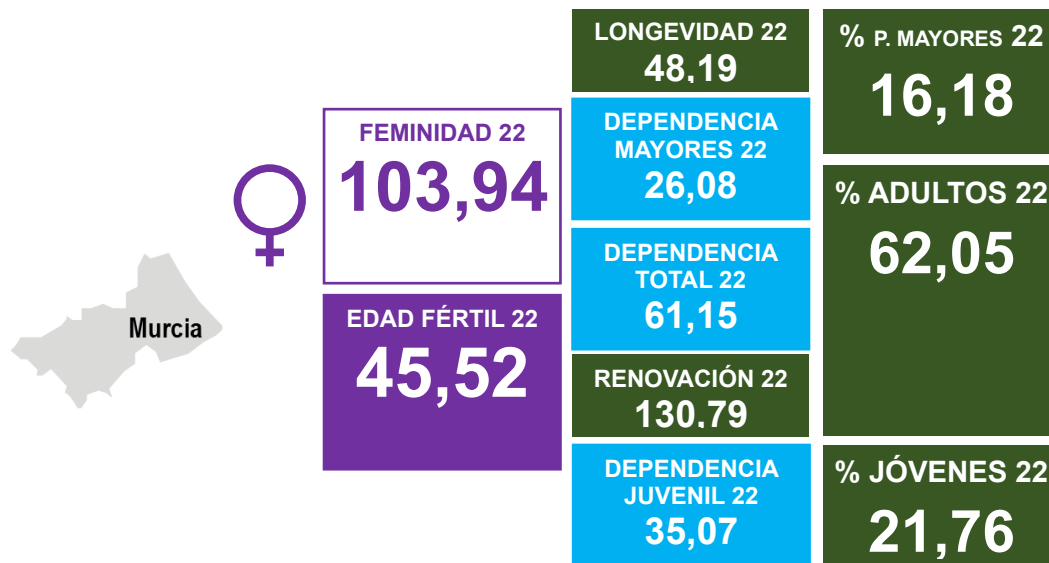 Murcia
FEMINIDAD 22
103,94
EDAD FÉRTIL 22
45,52
LONGEVIDAD 22
48,19
DEPENDENCIA
MAYORES 22
26,08
DEPENDENCIA
TOTAL 22
61,15
RENOVACIÓN 22
130,79
DEPENDENCIA
JUVENIL 22
35,07
% P. MAYORES 22
16,18
% ADULTOS 22
62,05
% JÓVENES 22
21,76